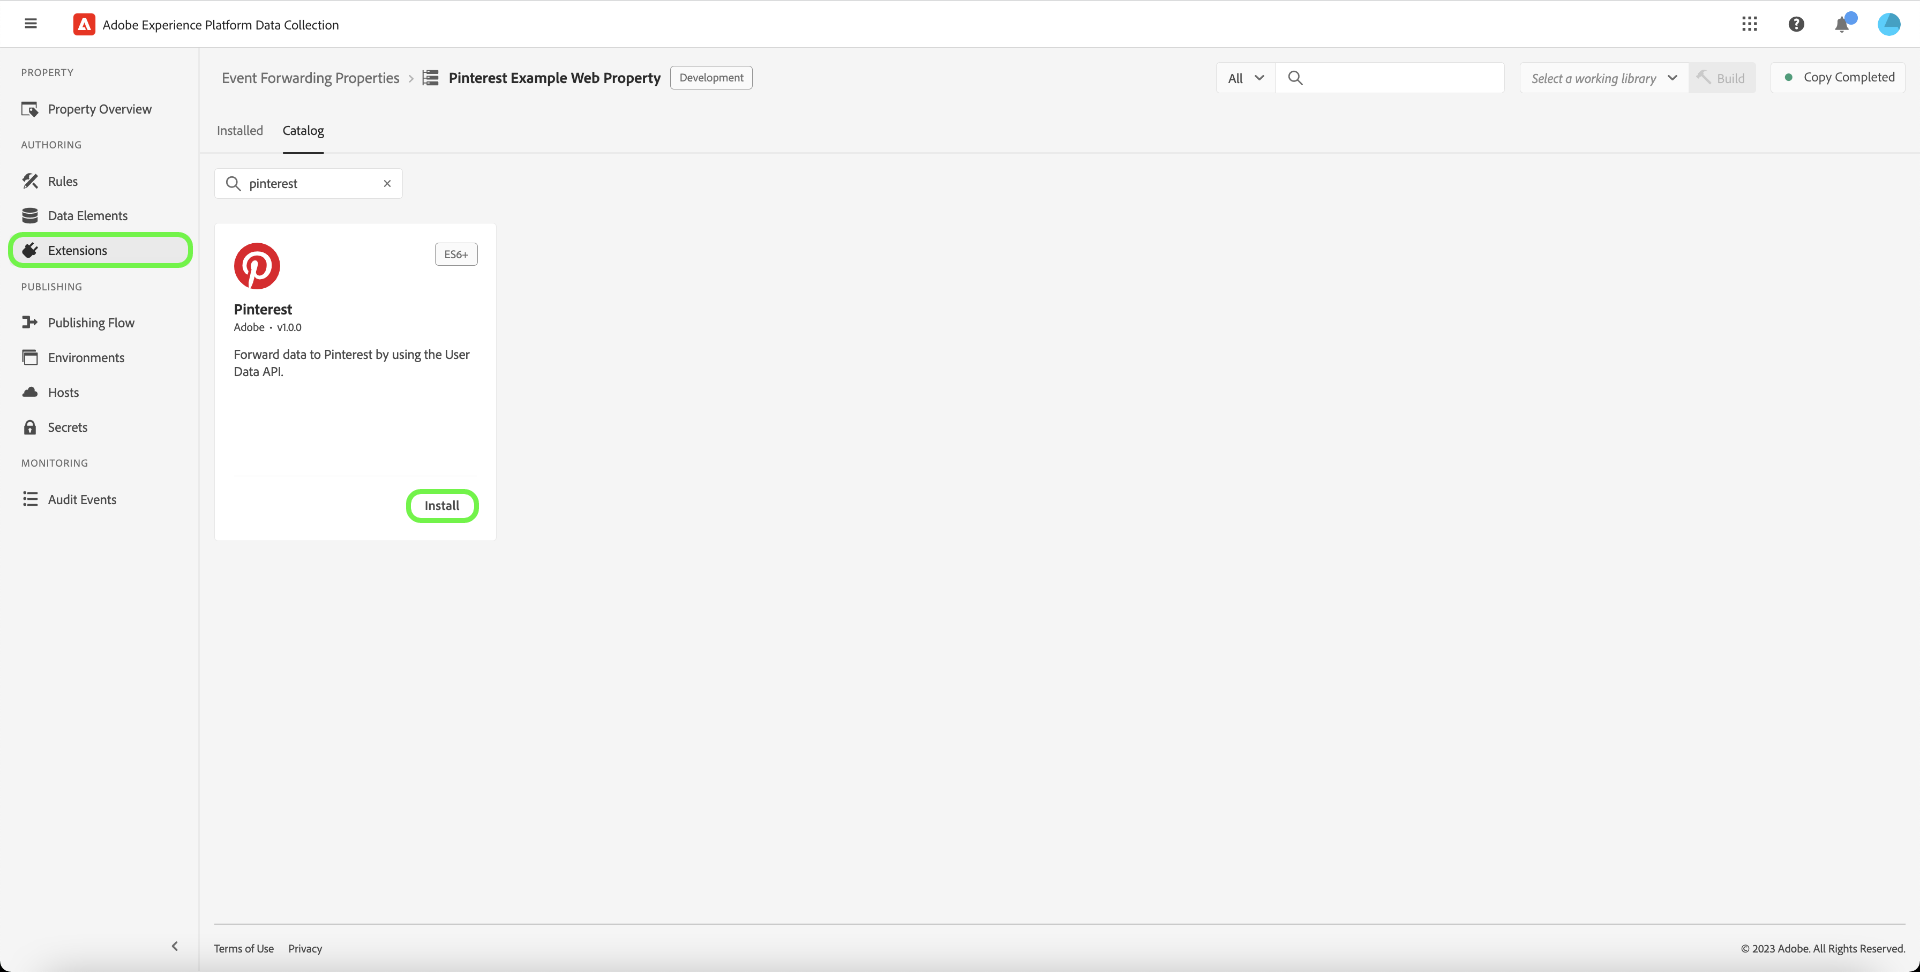 Adobe Experience Platform Data Collection
PROPERTY
Property Overview
AUTHORING
Rules
Data Elements
Extensions
PUBLISHING
Publishing Flow
Environments
Hosts
Secrets
MONITORING
Audit Events
Event Forwarding Properties > Pinterest Example Web Property Development
All
Select a working library
Build
Copy Completed
Installed Catalog
pinterest
ES6+
Pinterest
Adobe • v1.0.0
Forward data to Pinterest by using the User
Data API.
Install
Terms of Use Privacy
© 2023 Adobe. All Rights Reserved.